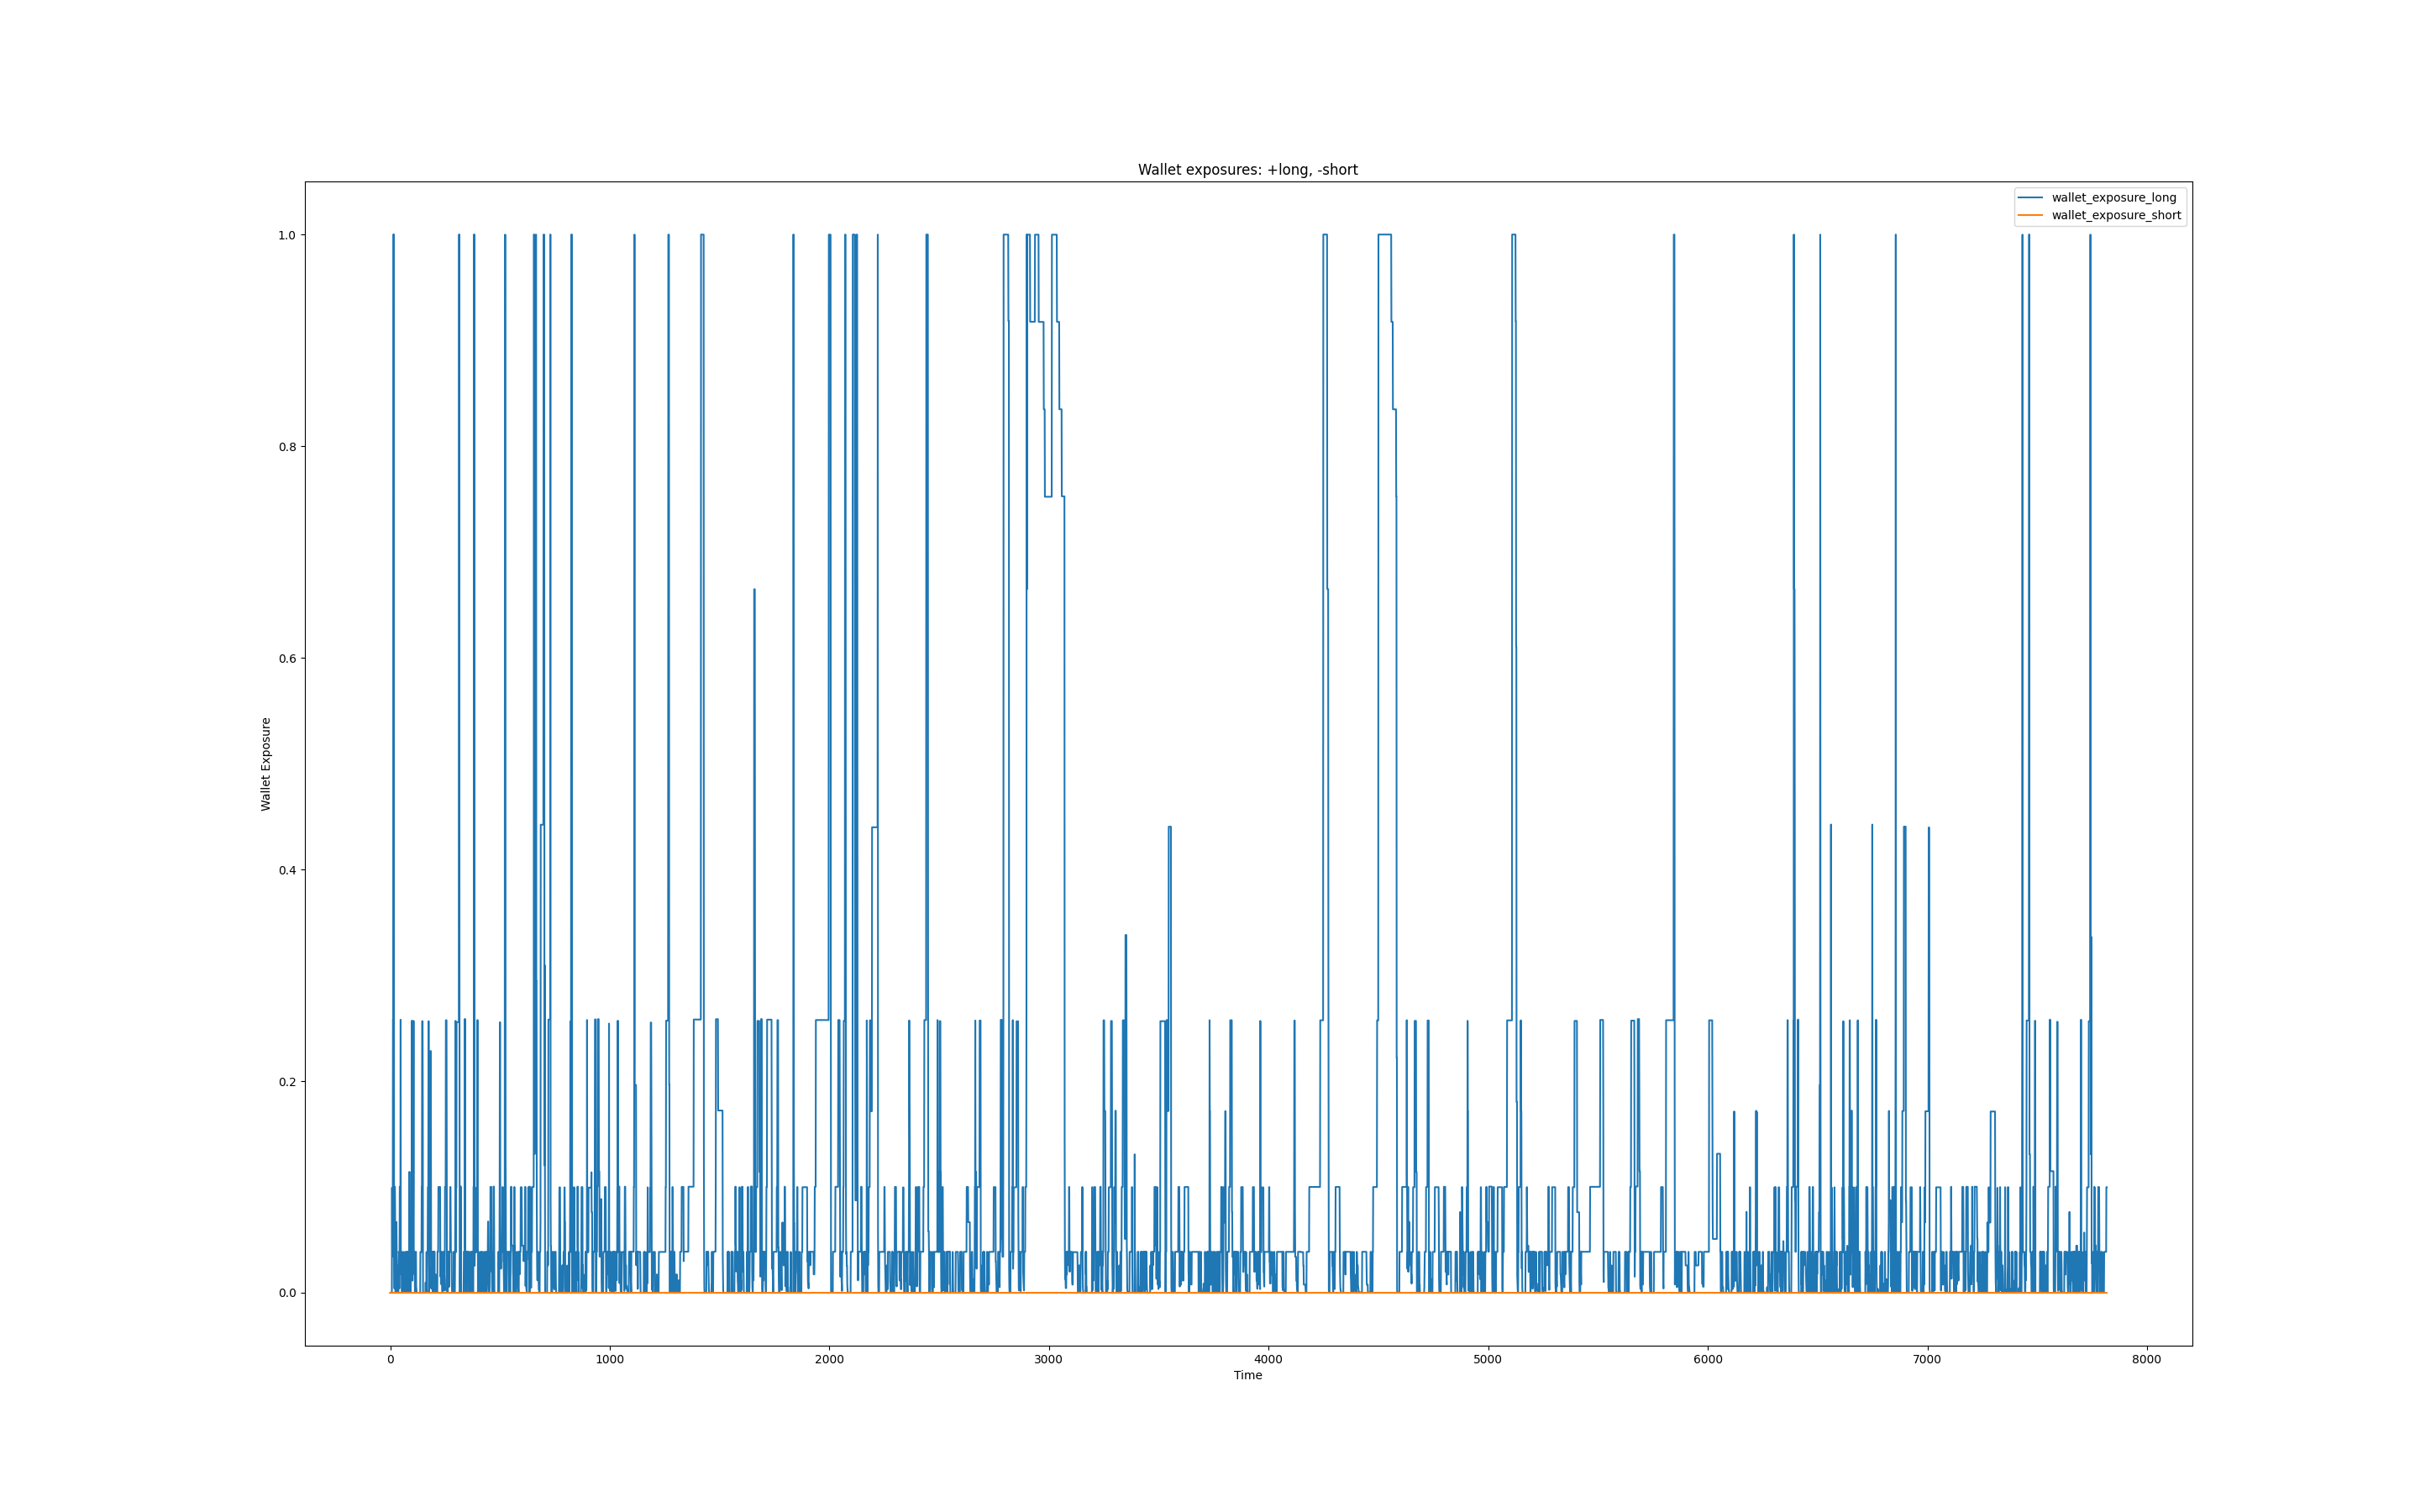 Wallet exposures: +long, -short
wallet_exposure_long
wallet_exposure_short
1.0
0.8
0.6
0.4
0.2
0.0
Wallet Exposure
0 1000 2000 3000 4000 5000 6000 7000 8000
Time